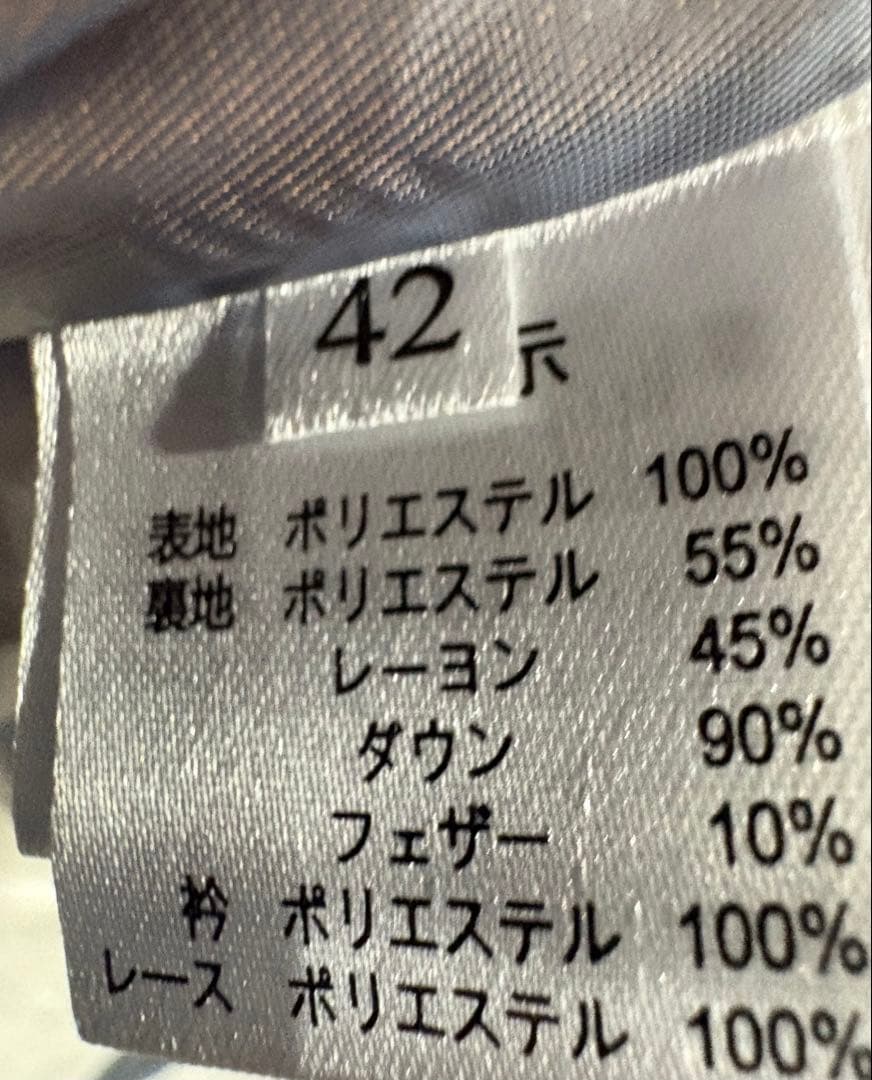 42
示
表地 ポリエステル 100%
裏地 ポリエステル 55%
レーヨン 45%
ダウン 90%
フェザー 10%
衿 ポリエステル 100%
レース ポリエステル 100%